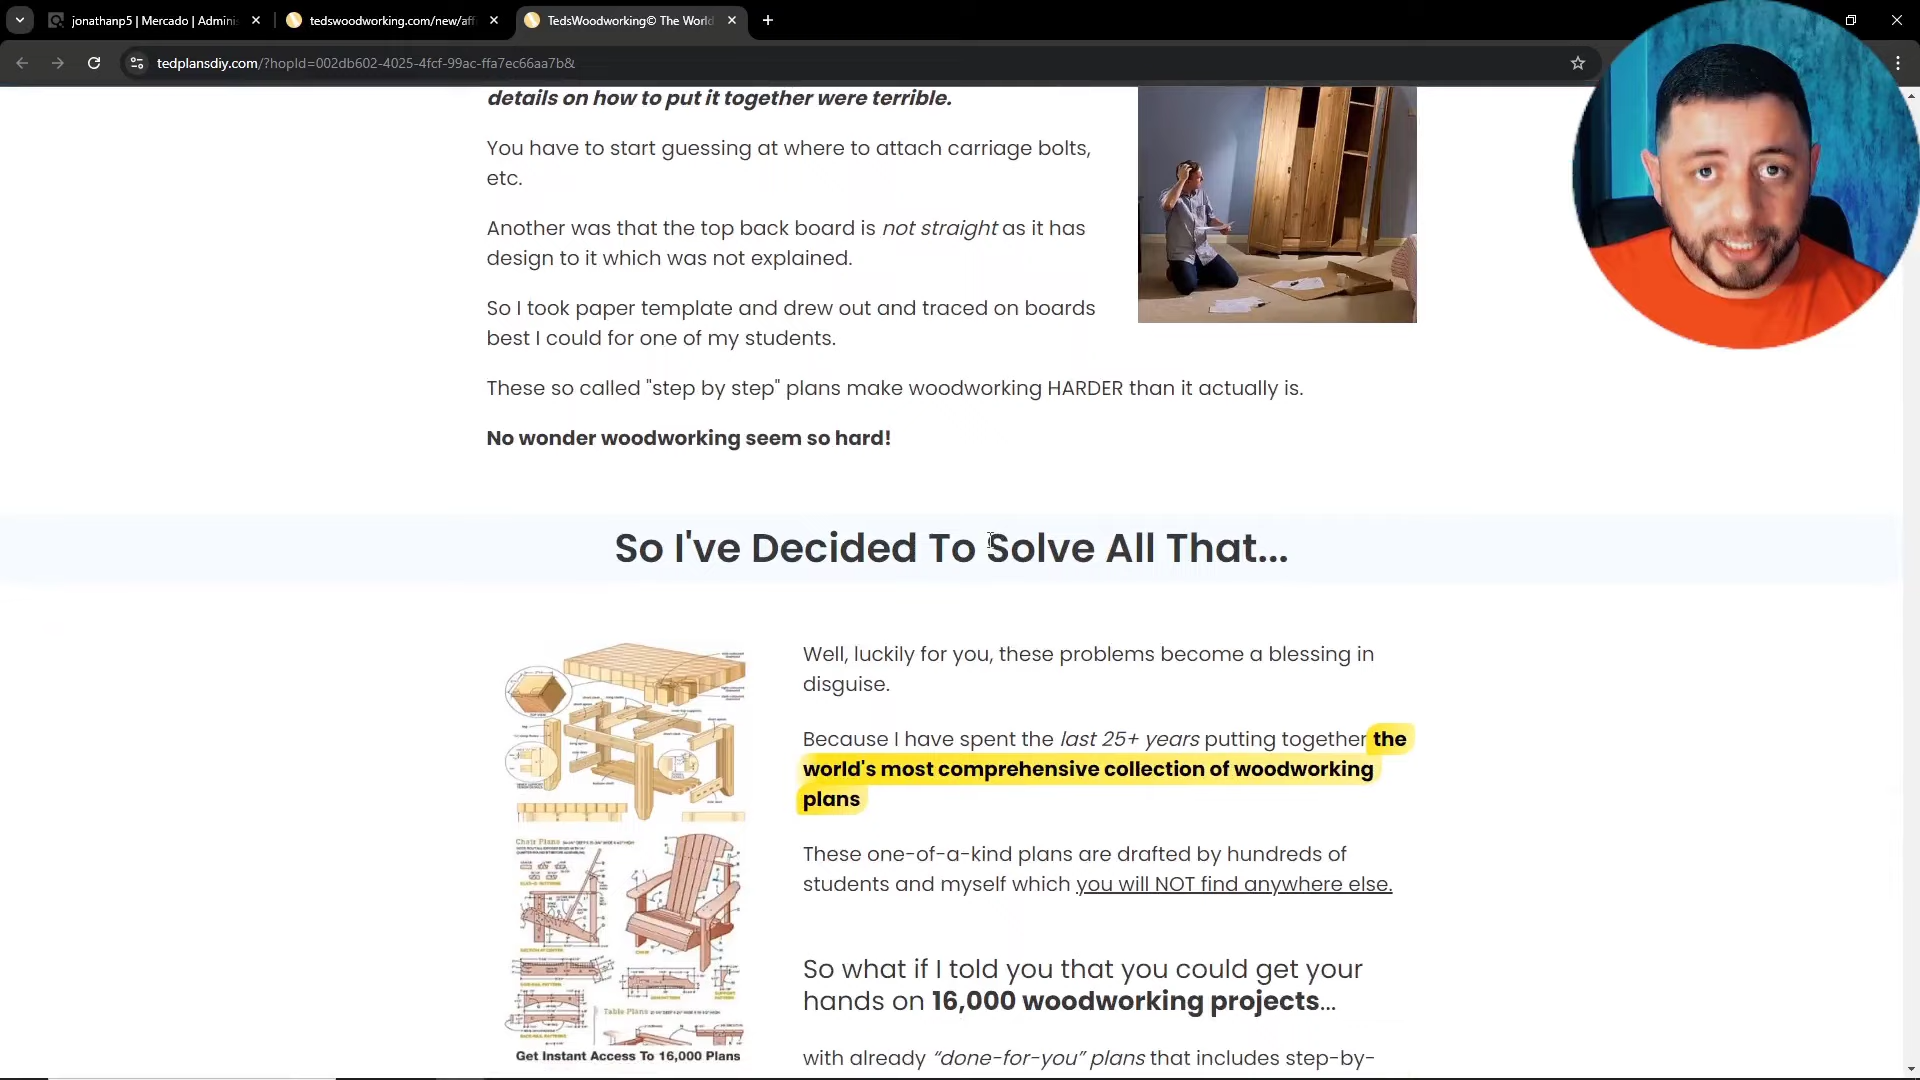 jonathanp5 | Mercado | Admini
tedswoodworking.com/new/aff
TedsWoodworking© The World
tedplansdiy.com/?hopId=002db602-4025-4fcf-99ac-ffa7ec66aa7b&
details on how to put it together were terrible.
You have to start guessing at where to attach carriage bolts,
etc.
Another was that the top back board is not straight as it has
design to it which was not explained.
So I took paper template and drew out and traced on boards
best I could for one of my students.
These so called "step by step" plans make woodworking HARDER than it actually is.
No wonder woodworking seem so hard!
So I've Decided To Solve All That...
Well, luckily for you, these problems become a blessing in
disguise.
Because I have spent the last 25+ years putting together the
world's most comprehensive collection of woodworking
plans
These one-of-a-kind plans are drafted by hundreds of
students and myself which you will NOT find anywhere else.
So what if I told you that you could get your
hands on 16,000 woodworking projects...
with already “done-for-you” plans that includes step-by-
Chair Plans
Table Plans
Get Instant Access To 16,000 Plans